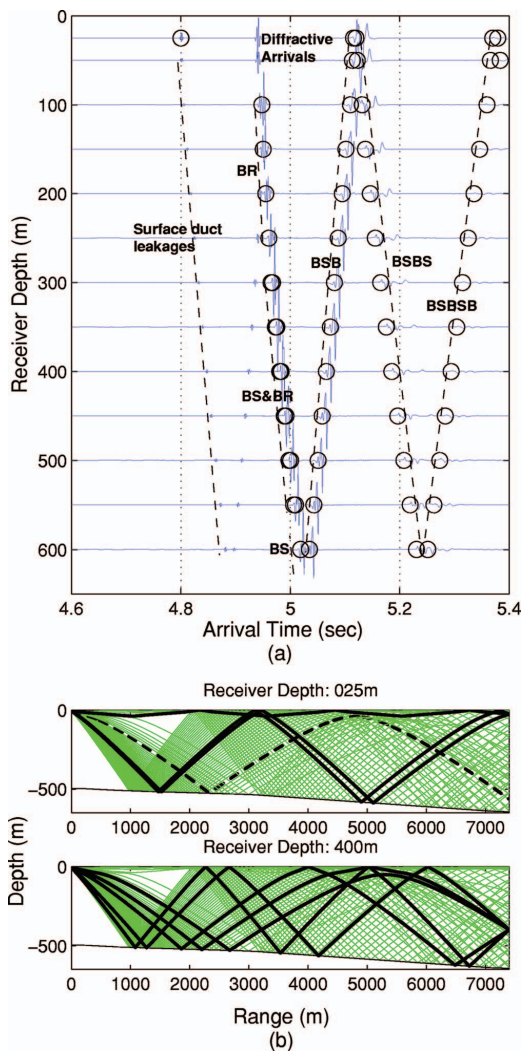 0
Diffractive
Arrivals
100
BR
200
Surface duct
leakages
BSB
BSBS
300
BSBSB
Receiver Depth (m)
400
BS&BR
500
600
BS
4.6 4.8 5 5.2 5.4
Arrival Time (sec)
(a)
Receiver Depth: 025m
0
−500
0 1000 2000 3000 4000 5000 6000 7000
Receiver Depth: 400m
0
−500
0 1000 2000 3000 4000 5000 6000 7000
Depth (m)
Range (m)
(b)